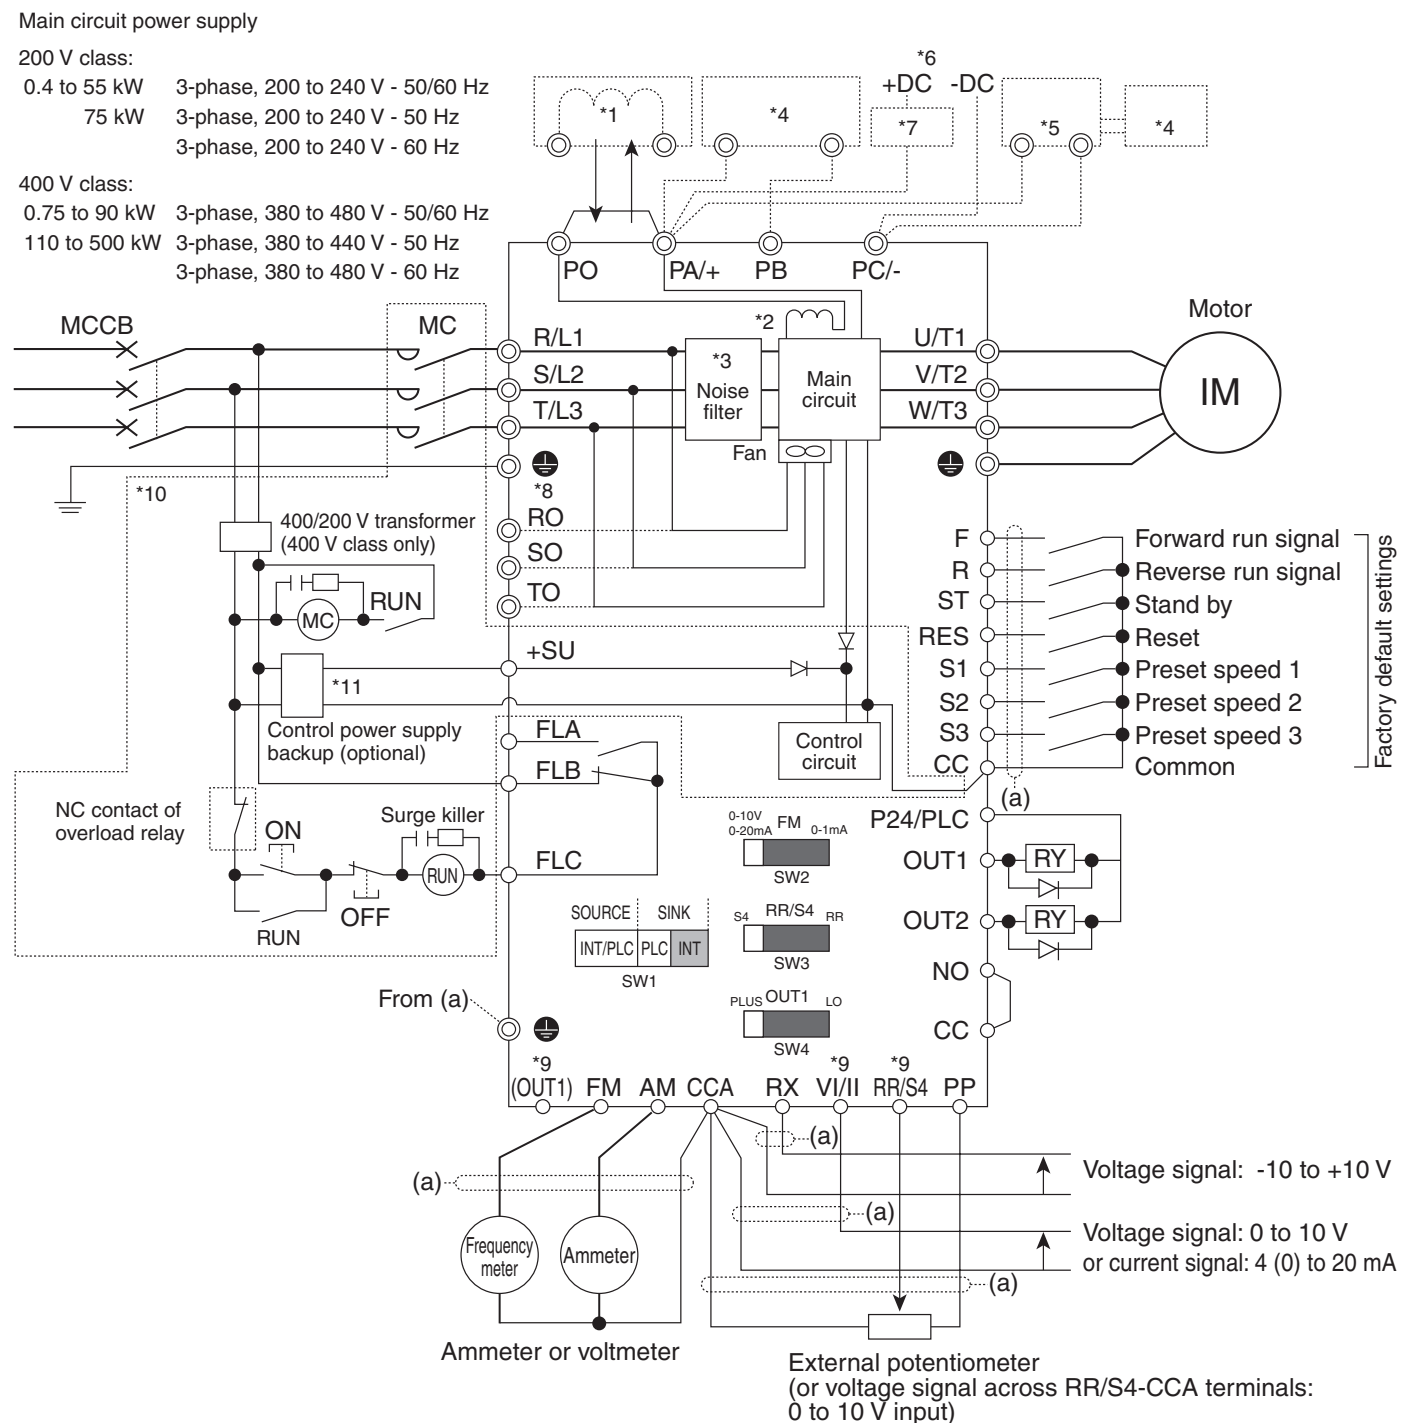 Main circuit power supply
200 V class:
0.4 to 55 kW 3-phase, 200 to 240 V - 50/60 Hz
75 kW 3-phase, 200 to 240 V - 50 Hz
3-phase, 200 to 240 V - 60 Hz
400 V class:
0.75 to 90 kW 3-phase, 380 to 480 V - 50/60 Hz
110 to 500 kW 3-phase, 380 to 440 V - 50 Hz
3-phase, 380 to 480 V - 60 Hz
*1
*4
*6
+DC -DC
*7
*5
*4
PO PA/+ PB PC/-
MCCB
MC
*2
Motor
R/L1
S/L2
T/L3
*3
Noise
filter
Main
circuit
U/T1
V/T2
W/T3
IM
Fan
*10
*8
RO
SO
TO
400/200 V transformer
(400 V class only)
MC
RUN
+SU
*11
Control power supply
backup (optional)
Control
circuit
FLA
FLB
FLC
F
R
ST
RES
S1
S2
S3
CC
Forward run signal
Reverse run signal
Stand by
Reset
Preset speed 1
Preset speed 2
Preset speed 3
Common
Factory default settings
(a)
NC contact of
overload relay
ON
Surge killer
RUN
OFF
RUN
0-10V
0-20mA FM 0-1mA
SW2
SOURCE SINK
INT/PLC PLC INT
SW1
S4 RR/S4 RR
SW3
PLUS OUT1 LO
SW4
P24/PLC
OUT1
RY
OUT2
RY
NO
CC
From (a)
*9 *9 *9
(OUT1) FM AM CCA RX VI/II RR/S4 PP
(a)
(a)
(a)
(a)
Voltage signal: -10 to +10 V
Voltage signal: 0 to 10 V
or current signal: 4 (0) to 20 mA
Frequency
meter
Ammeter
Ammeter or voltmeter
External potentiometer
(or voltage signal across RR/S4-CCA terminals:
0 to 10 V input)